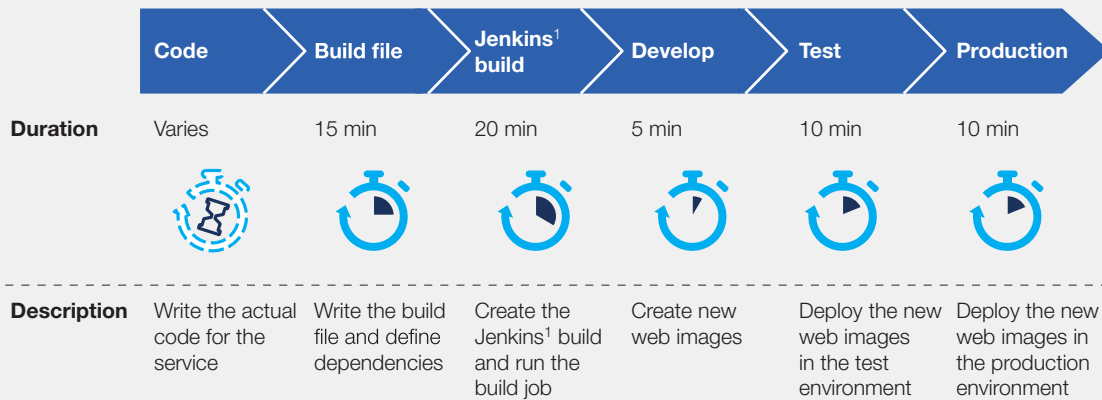 Code
Build file
Jenkins¹
build
Develop
Test
Production
Duration
Varies
15 min
20 min
5 min
10 min
10 min
Description
Write the actual
code for the
service
Write the build
file and define
dependencies
Create the
Jenkins¹ build
and run the
build job
Create new
web images
Deploy the new
web images
in the test
environment
Deploy the new
web images in
the production
environment